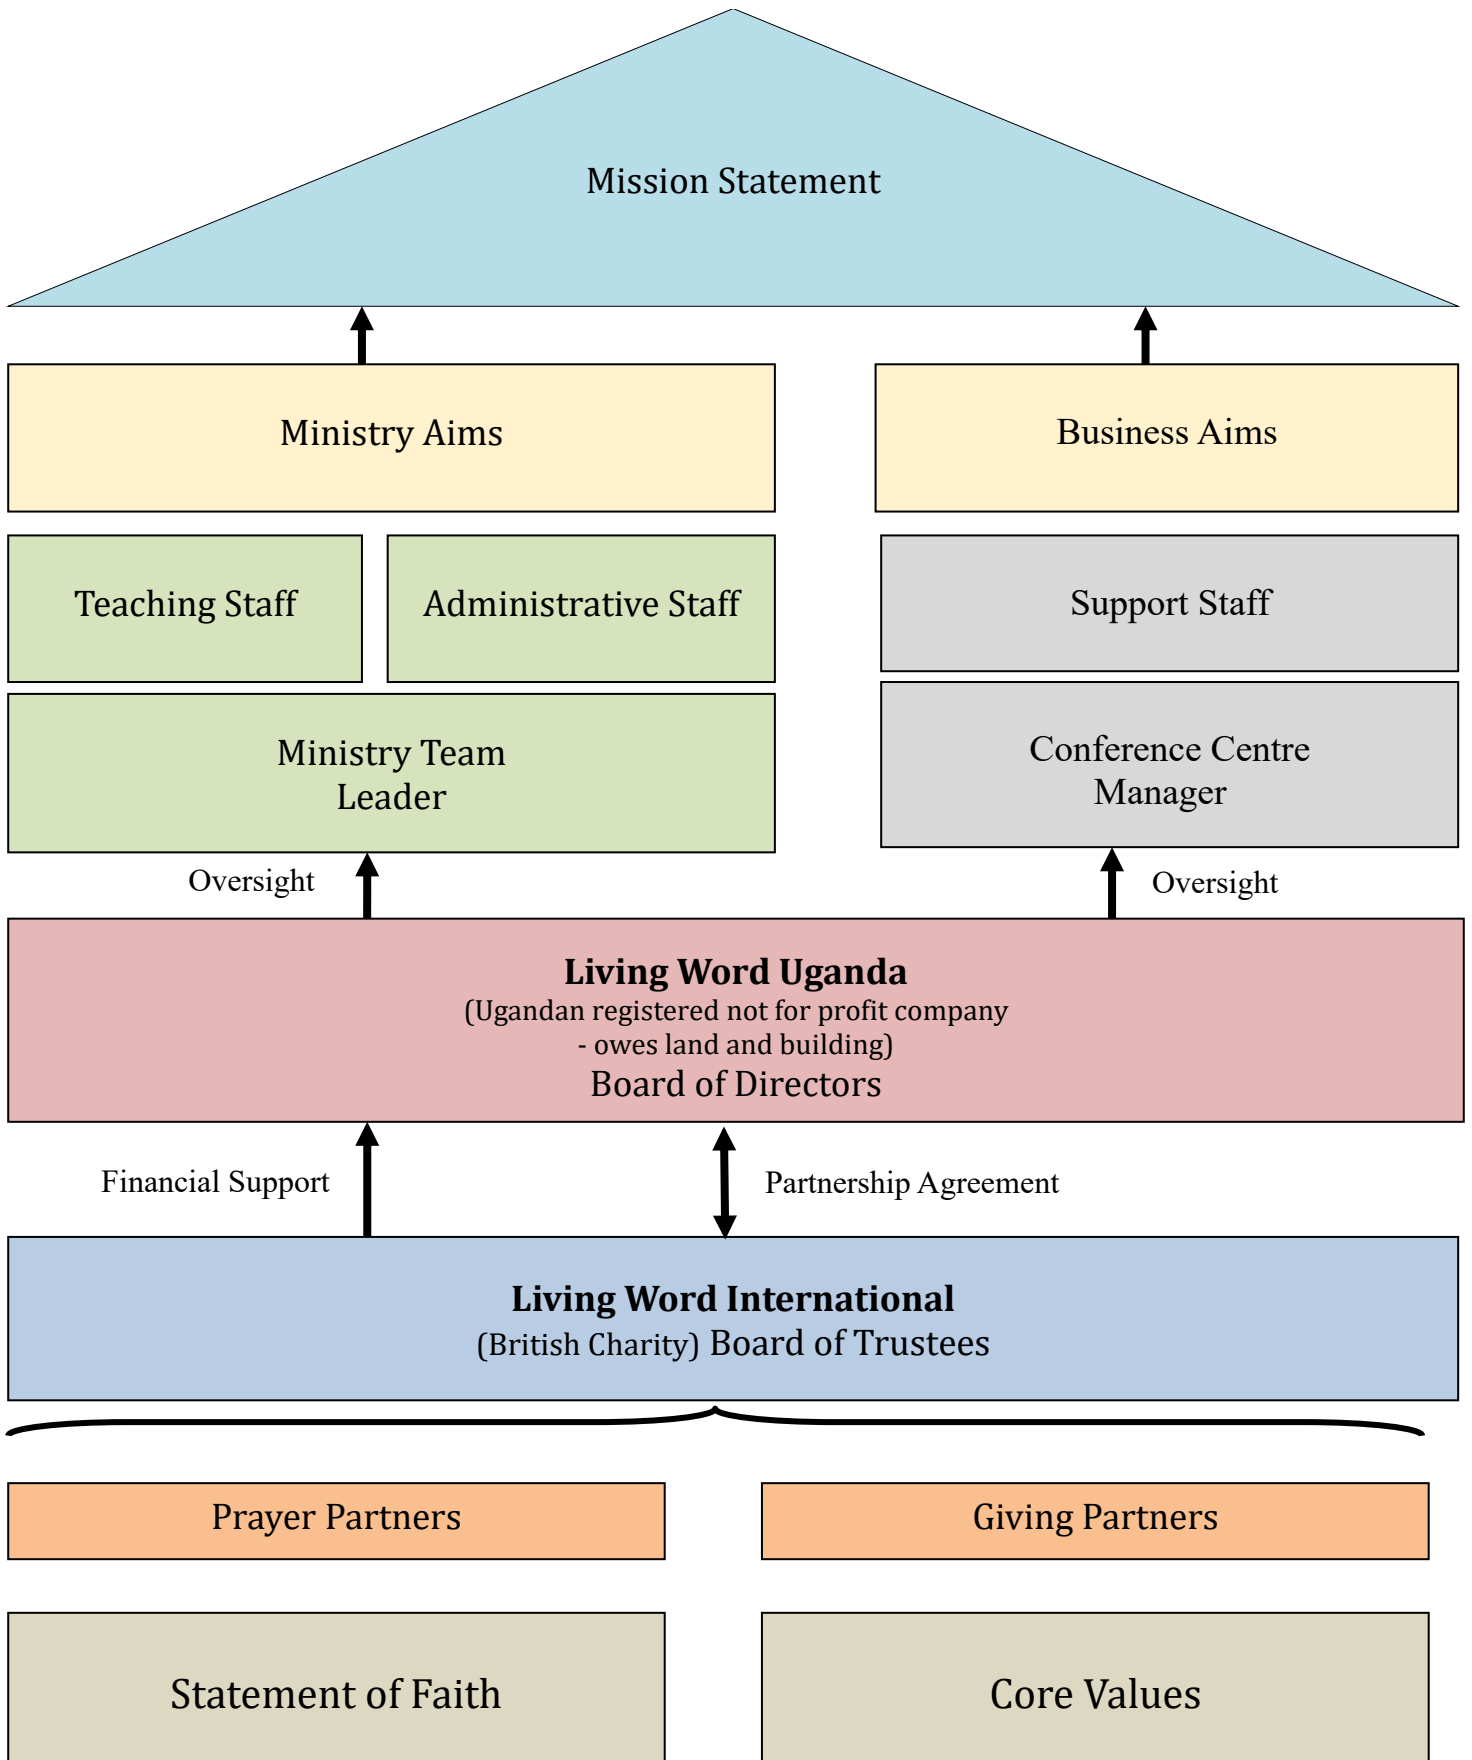 Mission Statement
Ministry Aims
Business Aims
Teaching Staff
Administrative Staff
Support Staff
Ministry Team
Leader
Conference Centre
Manager
Oversight
Oversight
Living Word Uganda
(Ugandan registered not for profit company
- owes land and building)
Board of Directors
Financial Support
Partnership Agreement
Living Word International
(British Charity) Board of Trustees
Prayer Partners
Giving Partners
Statement of Faith
Core Values